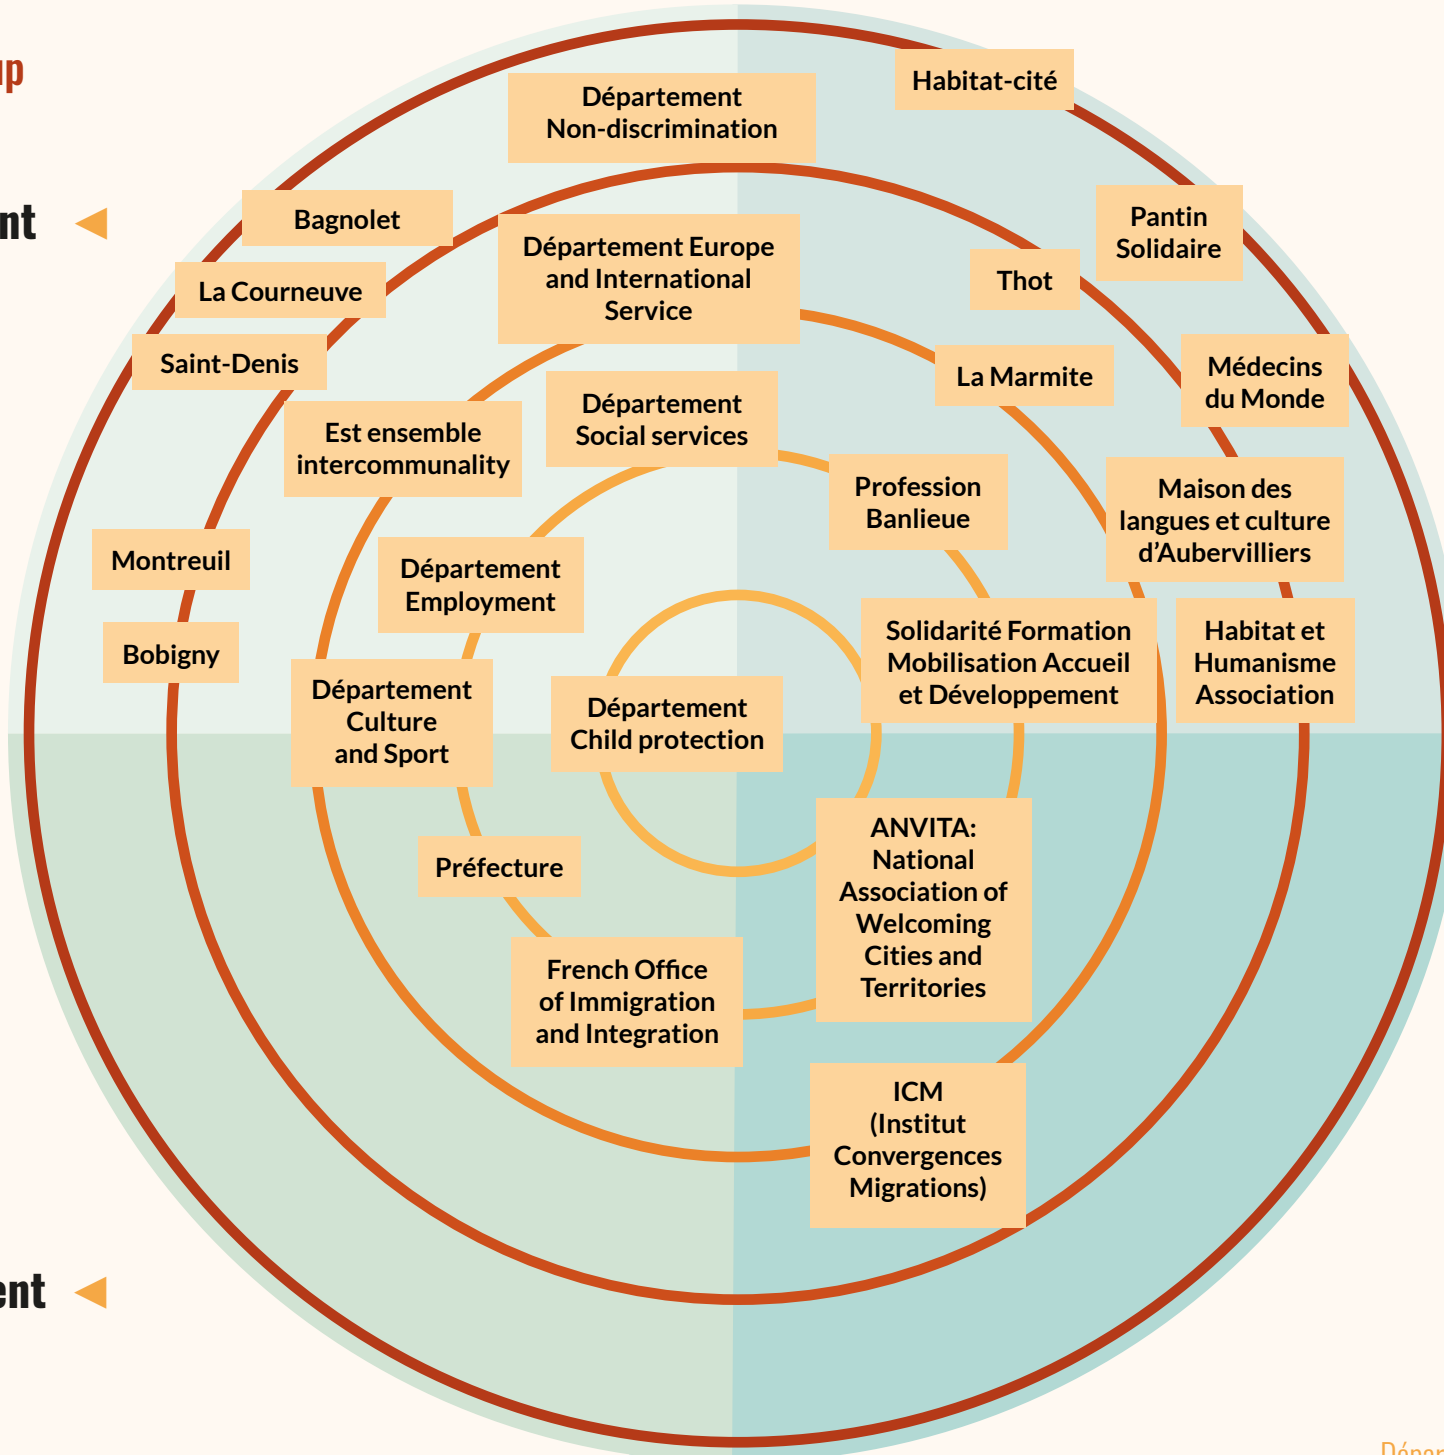 up
nt
Habitat-cité
Département
Non-discrimination
Bagnolet
Pantin
Solidaire
Département Europe
and International
Service
Thot
La Courneuve
Saint-Denis
La Marmite
Médecins
du Monde
Département
Social services
Est ensemble
intercommunality
Profession
Banlieue
Maison des
langues et culture
d’Aubervilliers
Montreuil
Département
Employment
Bobigny
Solidarité Formation
Mobilisation Accueil
et Développement
Habitat et
Humanisme
Association
Département
Culture
and Sport
Département
Child protection
Préfecture
ANVITA:
National
Association of
Welcoming
Cities and
Territories
French Office
of Immigration
and Integration
ICM
(Institut
Convergences
Migrations)
ent